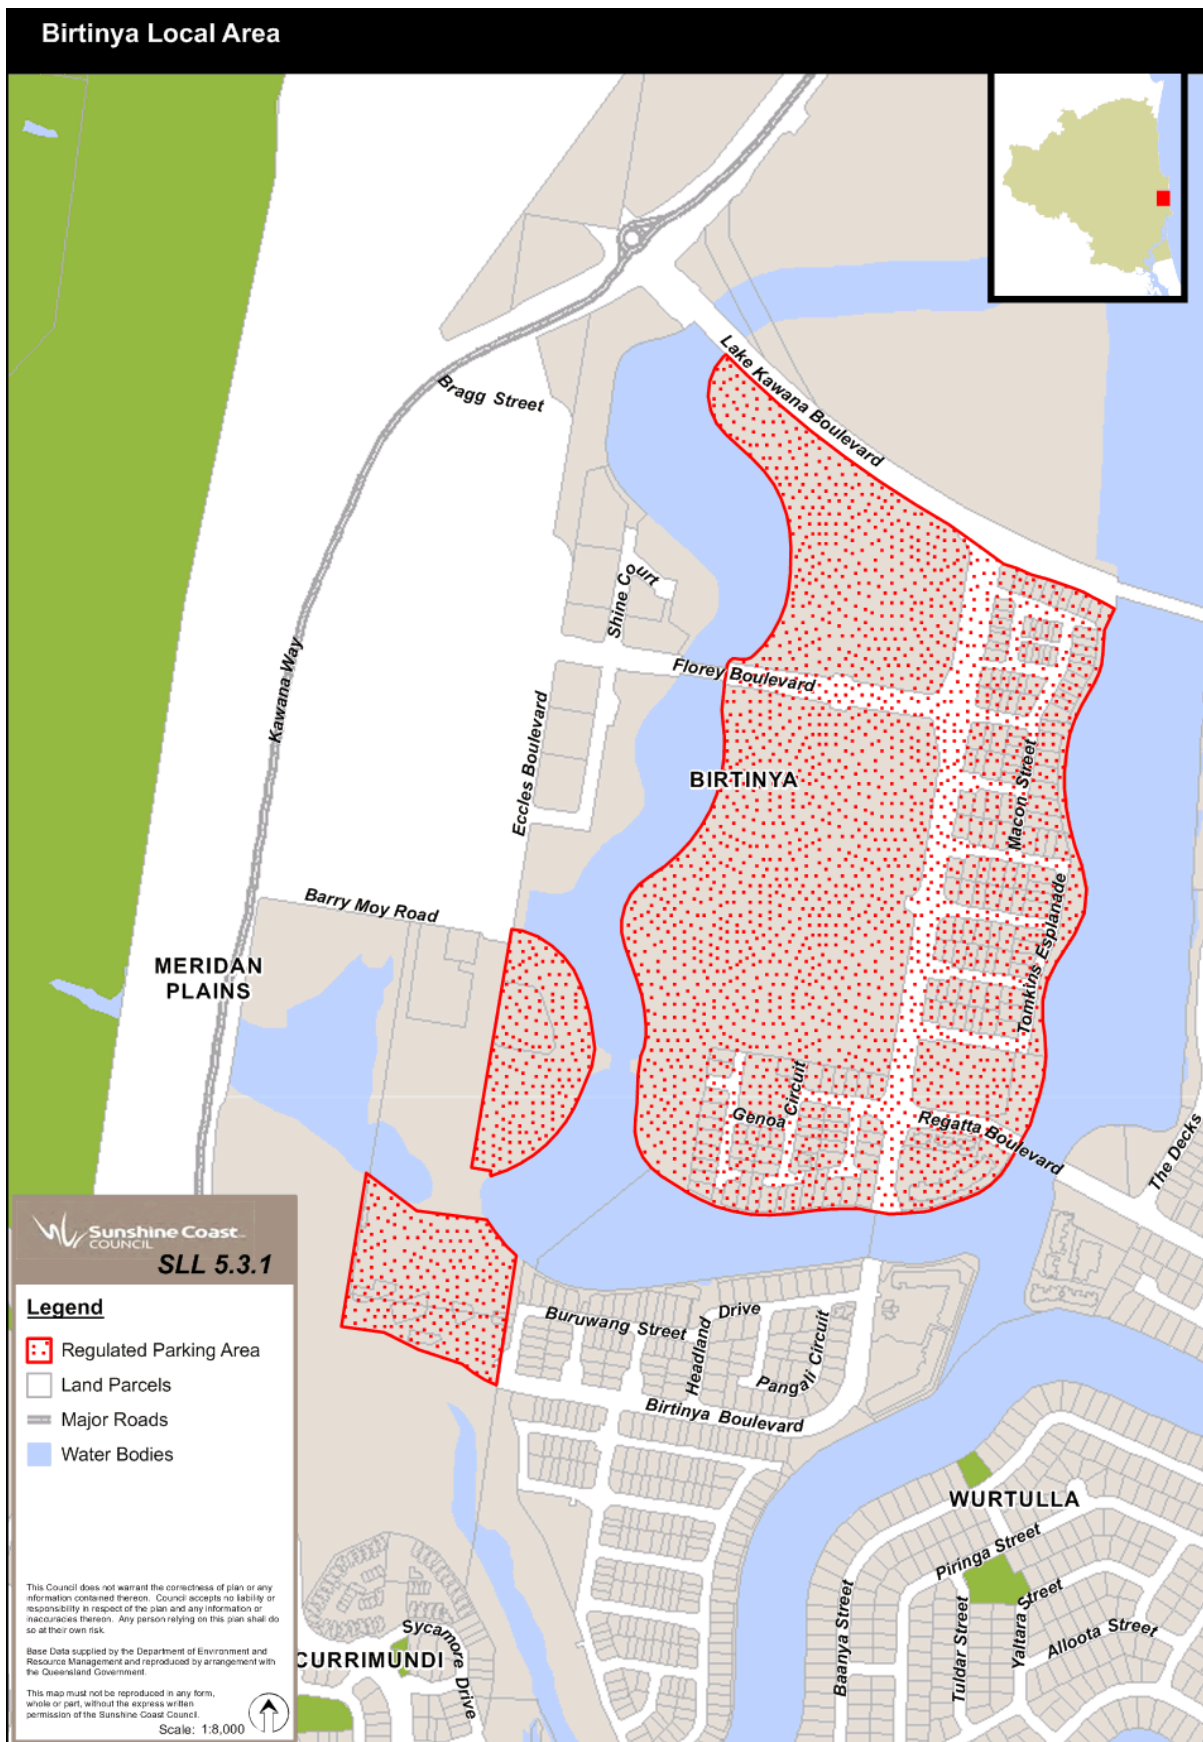 Birtinya Local Area
Lake Kawana Boulevard
Bragg Street
Shine Court
Kawana Way
Florey Boulevard
Eccles Boulevard
BIRTINYA
Macon Street
Barry Moy Road
Tomkins Esplanade
MERIDAN
PLAINS
Genoa Circuit
Regatta Boulevard
The Decks
Sunshine Coast
COUNCIL
SLL 5.3.1
Legend
Regulated Parking Area
Land Parcels
Major Roads
Water Bodies
Buruwang Street
Headland Drive
Pangali Circuit
Birtinya Boulevard
WURTULLA
Piringa Street
Baanya Street
Tuldar Street
Yaltara Street
Alloota Street
Sycamore Drive
CURRIMUNDI
This Council does not warrant the correctness of plan or any
information contained thereon. Council accepts no liability or
responsibility in respect of the plan and any information or
inaccuracies thereon. Any person relying on this plan shall do
so at their own risk.
Base Data supplied by the Department of Environment and
Resource Management and reproduced by arrangement with
the Queensland Government.
This map must not be reproduced in any form,
whole or part, without the express written
permission of the Sunshine Coast Council.
Scale: 1:8,000